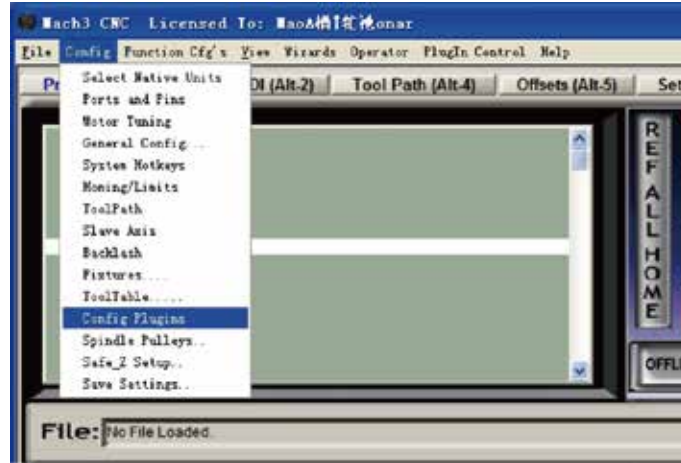 Mach3 CNC Licensed To:
File Config Function Cfg's View Wizards Operator PlugIn Control Help
(Alt-2) Tool Path (Alt-4) Offsets (Alt-5)
Select Native Units
Ports and Pins
Motor Tuning
General Config...
System Hotkeys
Homing/Limits
ToolPath
Slave Axis
Backlash
Fixtures....
ToolTable.....
Config Plugins
Spindle Pulleys..
Safe_Z Setup..
Save Settings..
REF ALL HOME
File: No File Loaded.